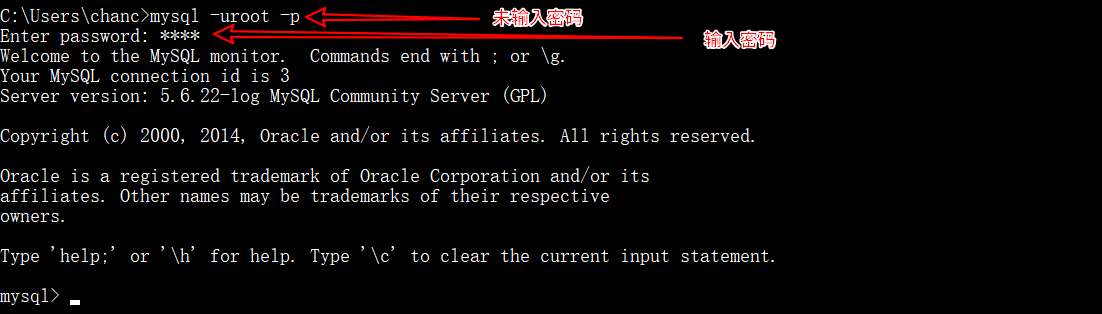 C:\Users\chanc>mysql -uroot -p 未输入密码
Enter password: **** 输入密码
Welcome to the MySQL monitor.  Commands end with ; or \g.
Your MySQL connection id is 3
Server version: 5.6.22-log MySQL Community Server (GPL)
Copyright (c) 2000, 2014, Oracle and/or its affiliates. All rights reserved.
Oracle is a registered trademark of Oracle Corporation and/or its
affiliates. Other names may be trademarks of their respective
owners.
Type 'help;' or '\h' for help. Type '\c' to clear the current input statement.
mysql> _